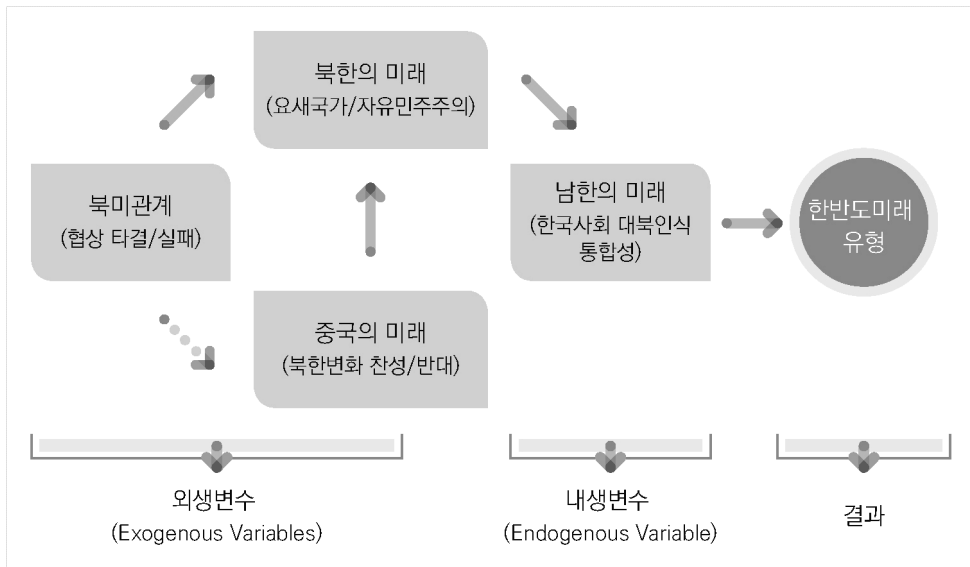 북한의 미래
(요새국가/자유민주주의)
북미관계
(협상 타결/실패)
남한의 미래
(한국사회 대북인식
통합성)
한반도미래
유형
중국의 미래
(북한변화 찬성/반대)
외생변수
(Exogenous Variables)
내생변수
(Endogenous Variable)
결과